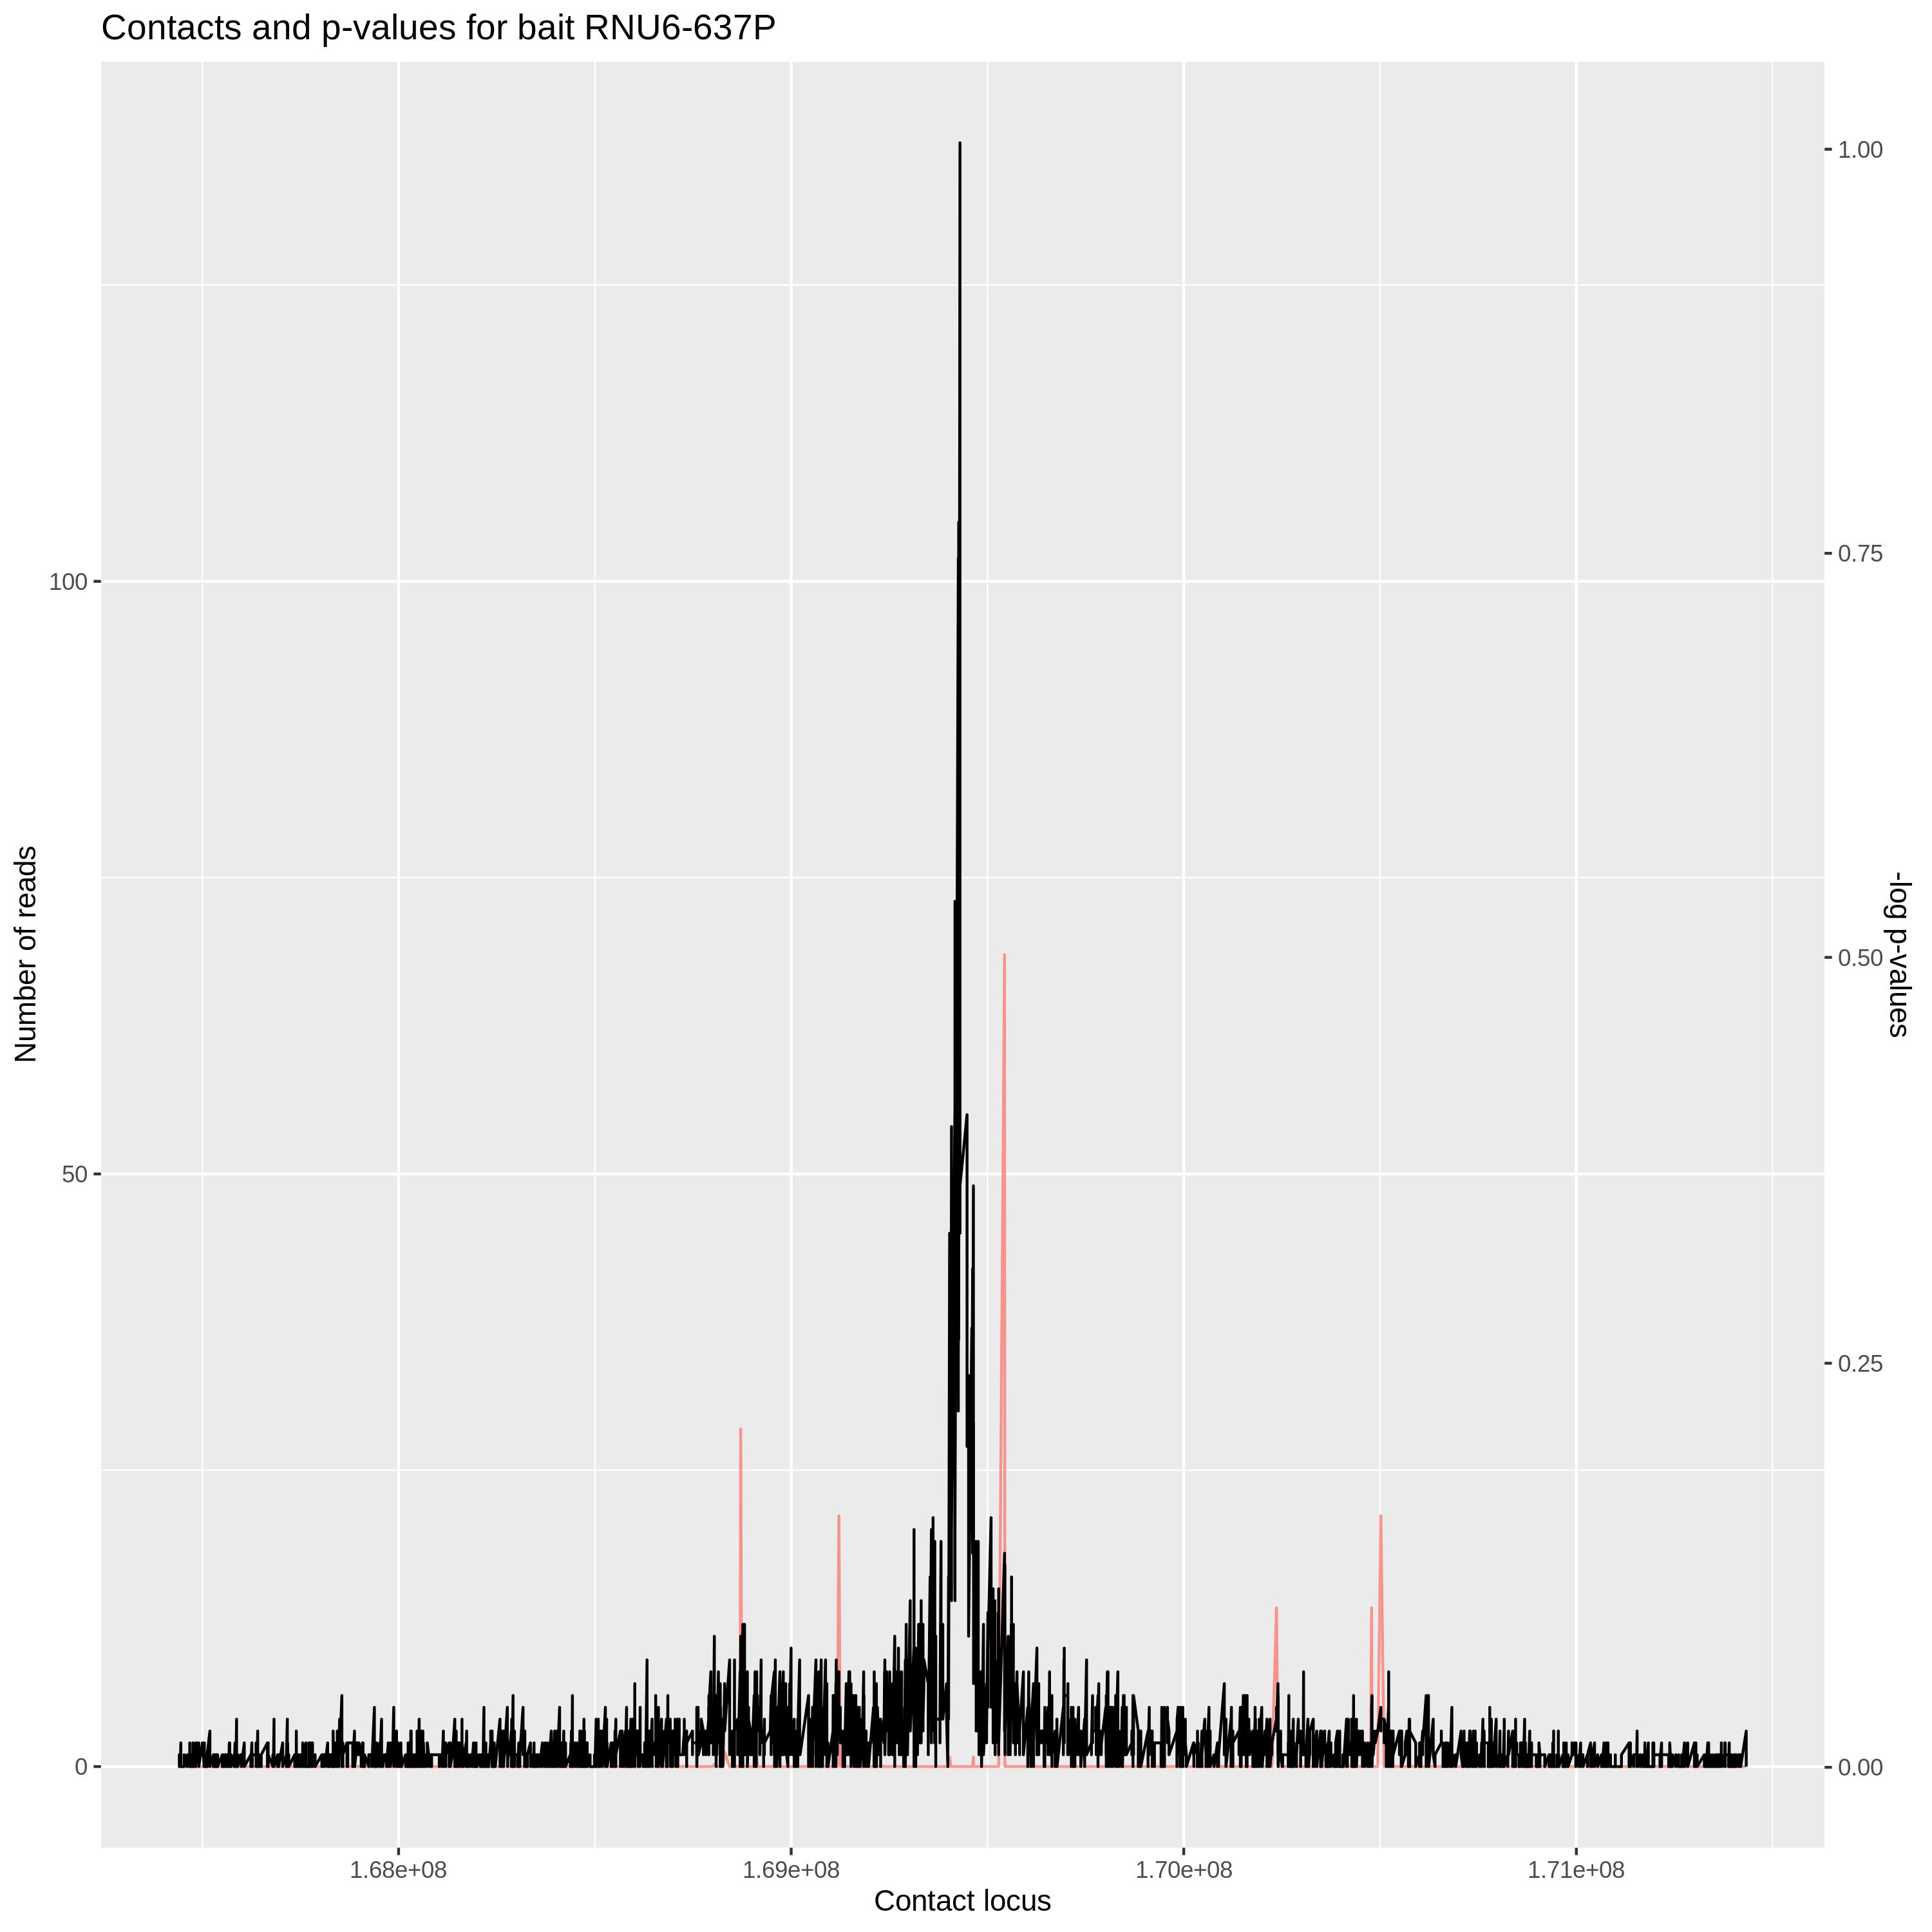 Contacts and p-values for bait RNU6-637P
Number of reads
100
50
0
1.00
0.75
0.50
0.25
0.00
-log p-values
1.68e+08
1.69e+08
1.70e+08
1.71e+08
Contact locus